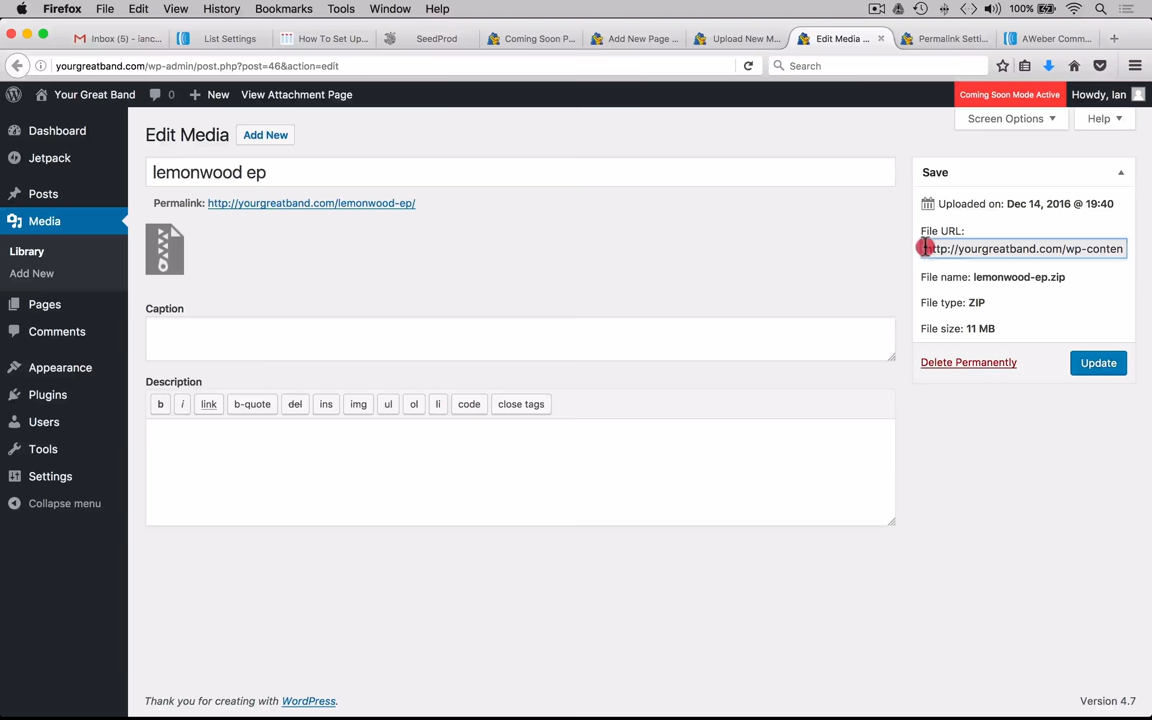 Firefox File Edit View History Bookmarks Tools Window Help 100%
Inbox (5) - ianc... List Settings How To Set Up... SeedProd Coming Soon P... Add New Page ... Upload New M... Edit Media ... Permalink Setti... AWeber Comm...
yourgreatband.com/wp-admin/post.php?post=46&action=edit Search
Your Great Band 0 New View Attachment Page Coming Soon Mode Active Howdy, Ian
Screen Options Help
Edit Media Add New
Dashboard
Jetpack
Posts
Media
Library
Add New
Pages
Comments
Appearance
Plugins
Users
Tools
Settings
Collapse menu
lemonwood ep
Permalink: http://yourgreatband.com/lemonwood-ep/
Caption
Description
b i link b-quote del ins img ul ol li code close tags
Save
Uploaded on: Dec 14, 2016 @ 19:40
File URL:
http://yourgreatband.com/wp-conten
File name: lemonwood-ep.zip
File type: ZIP
File size: 11 MB
Delete Permanently Update
Thank you for creating with WordPress. Version 4.7